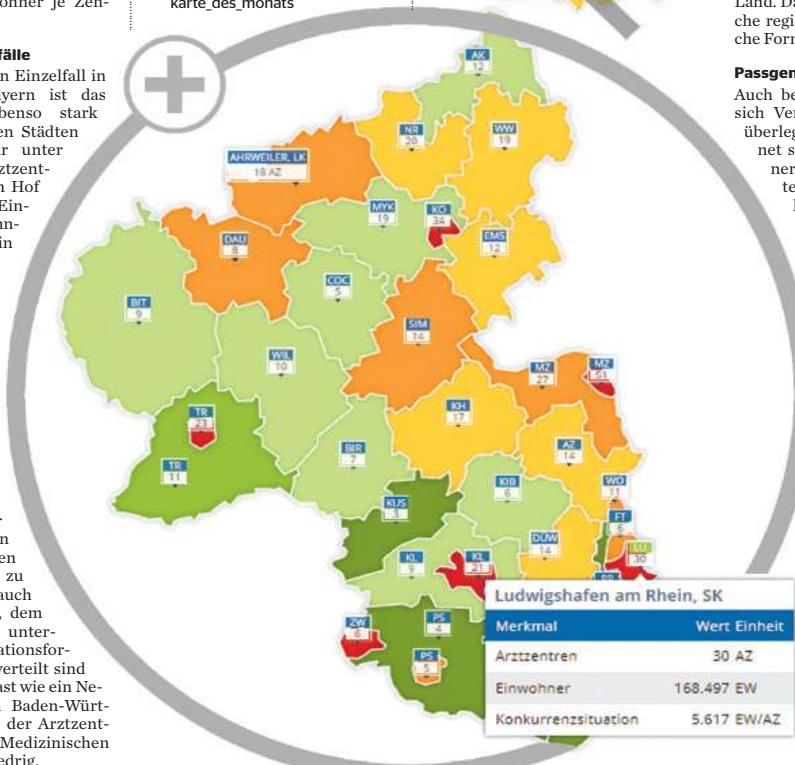 ohner je Zen-
fälle
n Einzelfall in
yern ist das
benso stark
en Städten
r unter
ztzent-
n Hof
Ein-
nn-
in
n
en
zu
auch
, dem
unter-
ationsfor-
verteilt sind
ast wie ein Ne-
n Baden-Würt-
der Arztzent-
Medizinischen
edrig.
karte_des_monats
Land. Da
che regi
che Form
Passgen
Auch be
sich Ver
überleg
net s
ner
te
AK
12
NR
20
WW
19
AHRWEILER, LK
18 AZ
MYK
19
KO
34
EMS
12
DAU
8
COC
5
BIT
9
SIM
14
WIL
10
MZ
27
MZ
51
KH
17
TR
23
AZ
14
BIR
7
TR
11
KIB
6
WO
11
KUS
3
FT
6
DÜW
14
LU
30
KL
9
KL
21
PS
4
ZW
6
PS
5
Ludwigshafen am Rhein, SK
Merkmal Wert Einheit
Arztzentren 30 AZ
Einwohner 168.497 EW
Konkurrenzsituation 5.617 EW/AZ